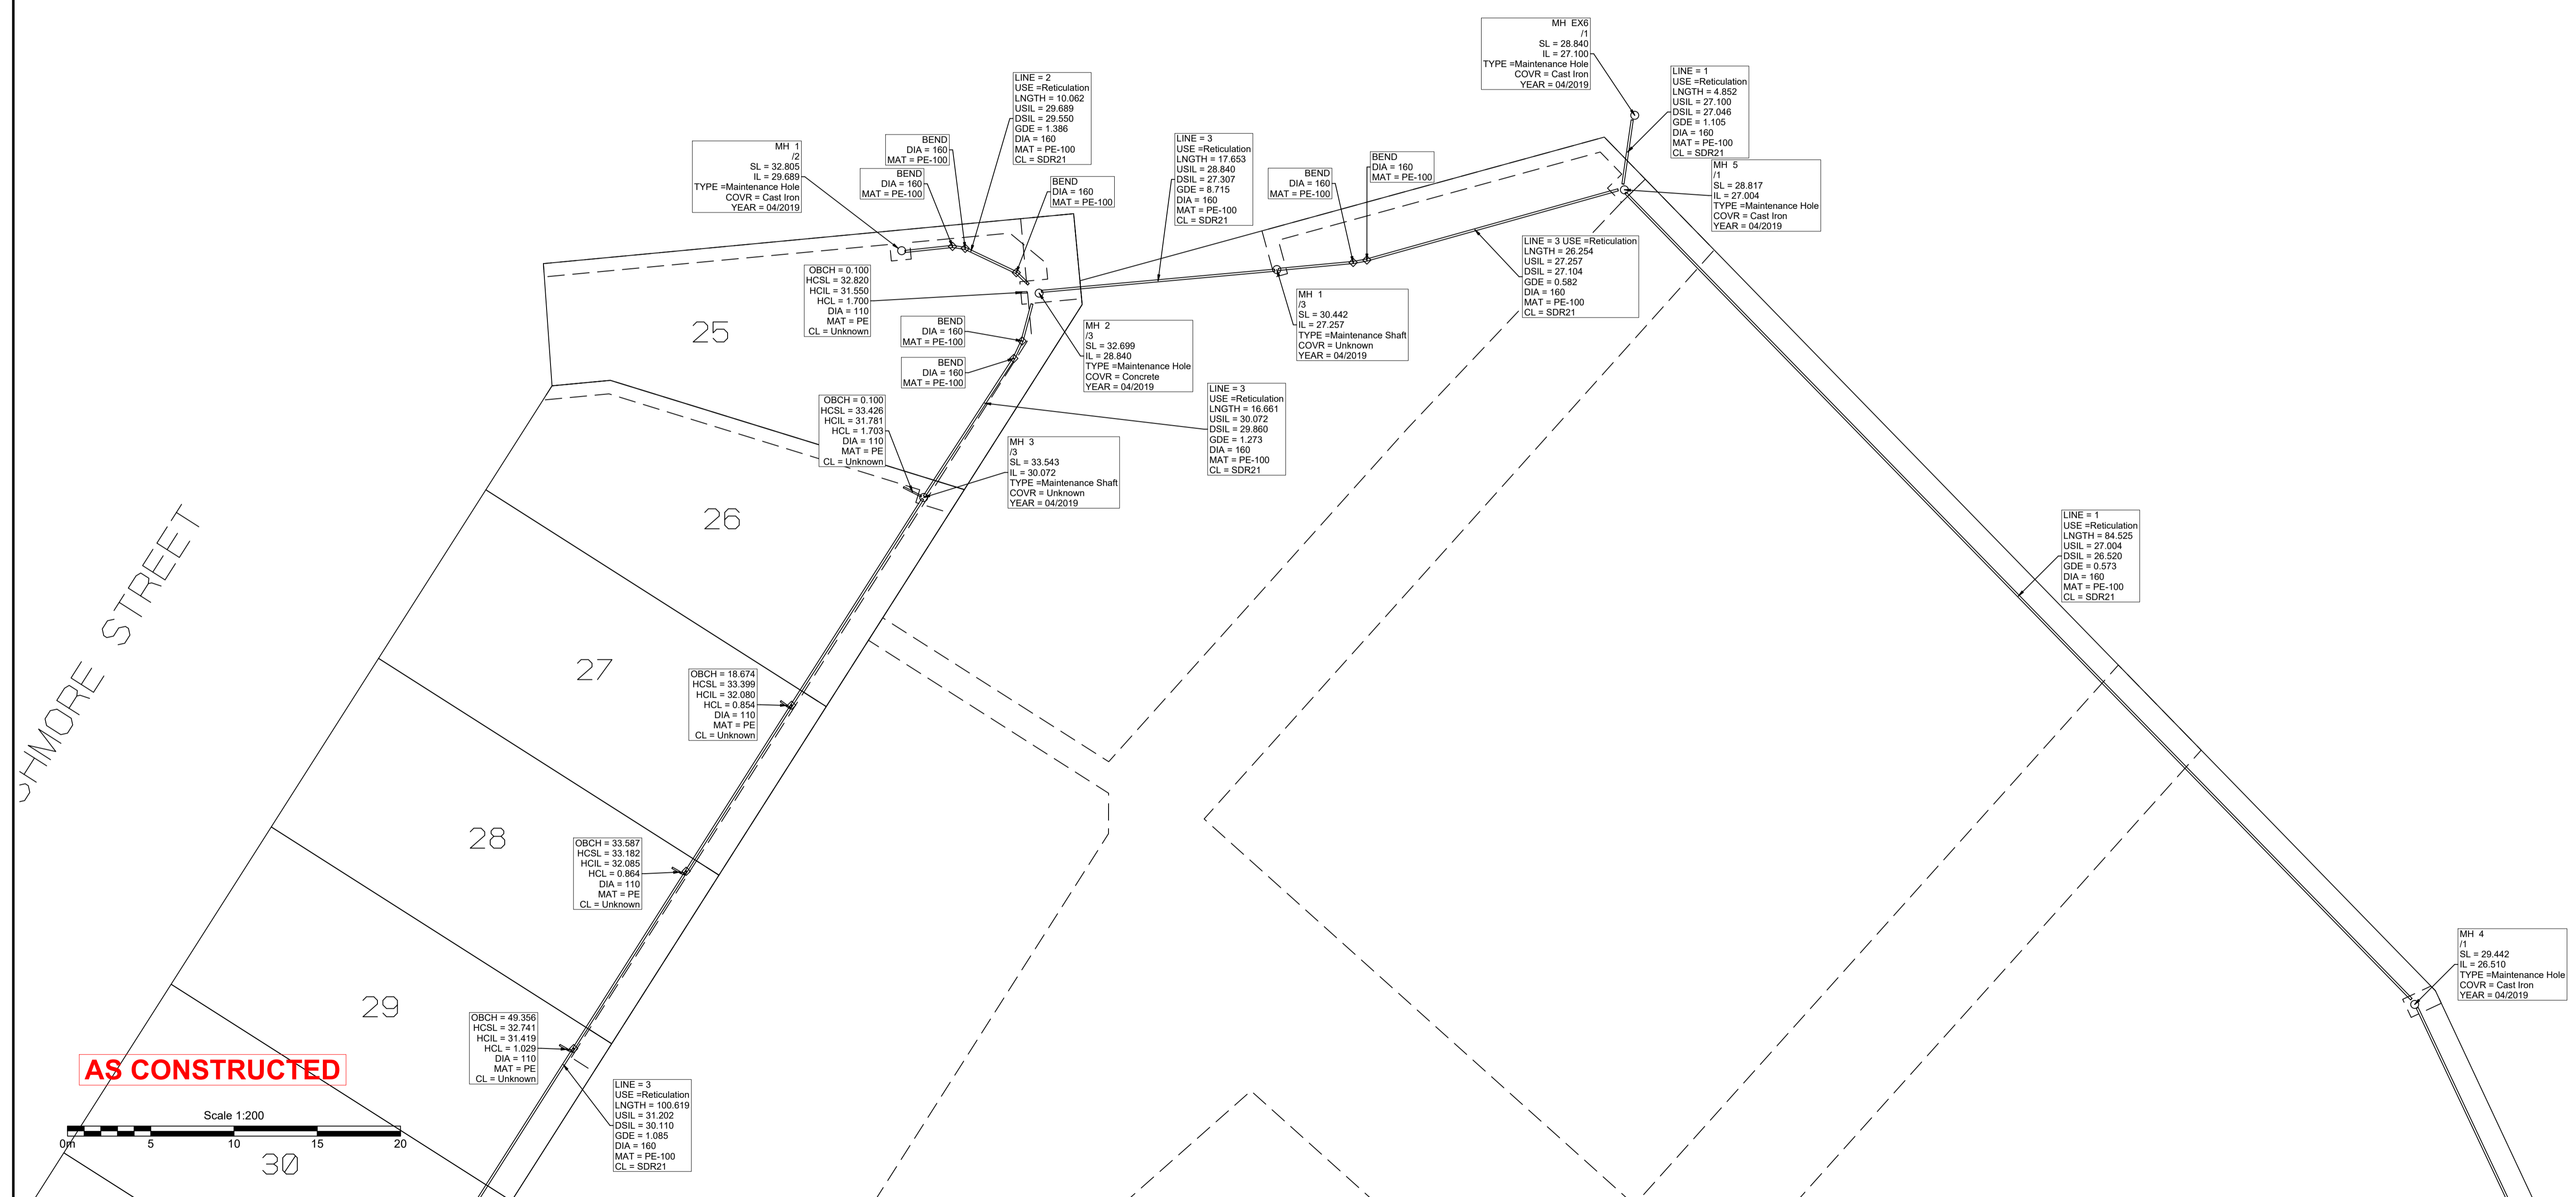 MH EX6
/1
SL = 28.840
IL = 27.100
TYPE =Maintenance Hole
COVR = Cast Iron
YEAR = 04/2019
LINE = 1
USE =Reticulation
LNGTH = 4.852
USIL = 27.100
DSIL = 27.046
GDE = 1.105
DIA = 160
MAT = PE-100
CL = SDR21
LINE = 2
USE =Reticulation
LNGTH = 10.062
USIL = 29.689
DSIL = 29.550
GDE = 1.386
DIA = 160
MAT = PE-100
CL = SDR21
MH 1
/2
SL = 32.805
IL = 29.689
TYPE =Maintenance Hole
COVR = Cast Iron
YEAR = 04/2019
BEND
DIA = 160
MAT = PE-100
BEND
DIA = 160
MAT = PE-100
BEND
DIA = 160
MAT = PE-100
LINE = 3
USE =Reticulation
LNGTH = 17.653
USIL = 28.840
DSIL = 27.307
GDE = 8.715
DIA = 160
MAT = PE-100
CL = SDR21
BEND
DIA = 160
MAT = PE-100
BEND
DIA = 160
MAT = PE-100
MH 5
/1
SL = 28.817
IL = 27.004
TYPE =Maintenance Hole
COVR = Cast Iron
YEAR = 04/2019
LINE = 3 USE =Reticulation
LNGTH = 26.254
USIL = 27.257
DSIL = 27.104
GDE = 0.582
DIA = 160
MAT = PE-100
CL = SDR21
OBCH = 0.100
HCSL = 32.820
HCIL = 31.550
HCL = 1.700
DIA = 110
MAT = PE
CL = Unknown
MH 1
/3
SL = 30.442
IL = 27.257
TYPE =Maintenance Shaft
COVR = Unknown
YEAR = 04/2019
25
BEND
DIA = 160
MAT = PE-100
BEND
DIA = 160
MAT = PE-100
MH 2
/3
SL = 32.699
IL = 28.840
TYPE =Maintenance Hole
COVR = Concrete
YEAR = 04/2019
LINE = 3
USE =Reticulation
LNGTH = 16.661
USIL = 30.072
DSIL = 29.860
GDE = 1.273
DIA = 160
MAT = PE-100
CL = SDR21
OBCH = 0.100
HCSL = 33.426
HCIL = 31.781
HCL = 1.703
DIA = 110
MAT = PE
CL = Unknown
MH 3
/3
SL = 33.543
IL = 30.072
TYPE =Maintenance Shaft
COVR = Unknown
YEAR = 04/2019
26
LINE = 1
USE =Reticulation
LNGTH = 84.525
USIL = 27.004
DSIL = 26.520
GDE = 0.573
DIA = 160
MAT = PE-100
CL = SDR21
HMORE STREET
27
OBCH = 18.674
HCSL = 33.399
HCIL = 32.080
HCL = 0.854
DIA = 110
MAT = PE
CL = Unknown
28
OBCH = 33.587
HCSL = 33.182
HCIL = 32.085
HCL = 0.864
DIA = 110
MAT = PE
CL = Unknown
MH 4
/1
SL = 29.442
IL = 26.510
TYPE =Maintenance Hole
COVR = Cast Iron
YEAR = 04/2019
29
OBCH = 49.356
HCSL = 32.741
HCIL = 31.419
HCL = 1.029
DIA = 110
MAT = PE
CL = Unknown
AS CONSTRUCTED
LINE = 3
USE =Reticulation
LNGTH = 100.619
USIL = 31.202
DSIL = 30.110
GDE = 1.085
DIA = 160
MAT = PE-100
CL = SDR21
Scale 1:200
0m 5 10 15 20
30